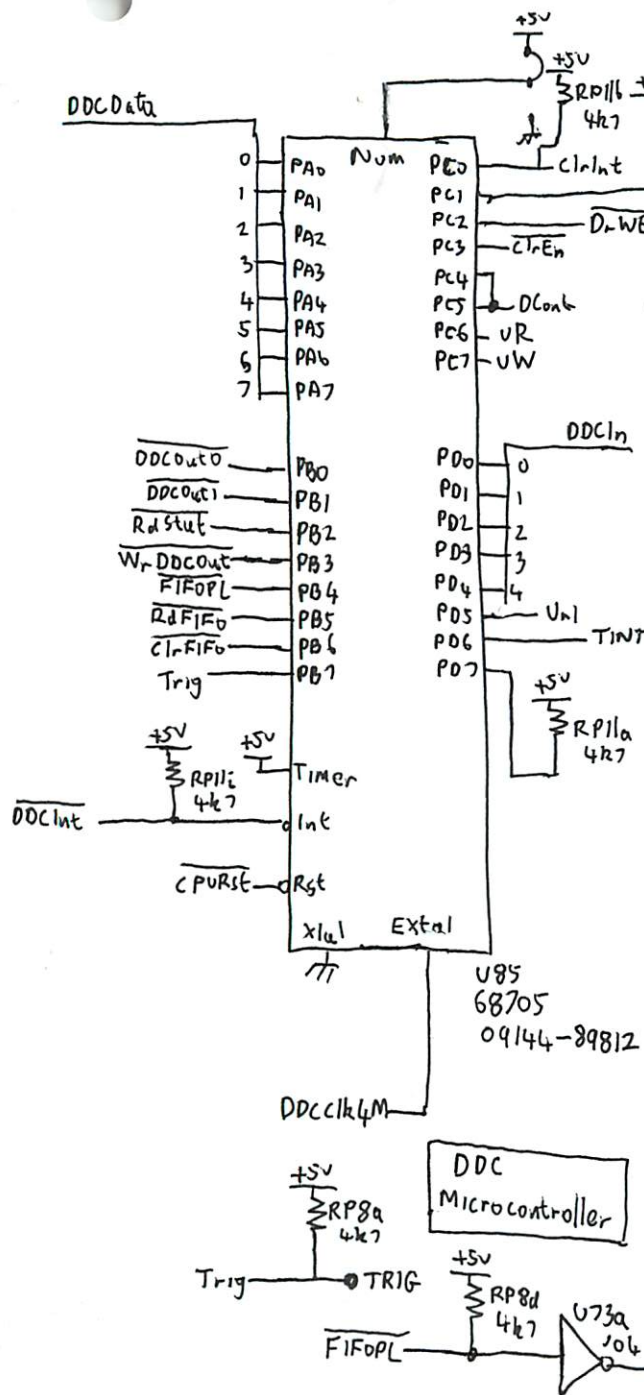 +5V
+5V
RP11b
4k7
DDCData
Num
0 PA0
1 PA1
2 PA2
3 PA3
4 PA4
5 PA5
6 PA6
7 PA7
PC0 ClrInt
PC1
PC2
PC3 ClrEn
PC4
PC5 DCont
PC6 UR
PC7 UW
DDCOut0 PB0
DDCOut1 PB1
RdStat PB2
WrDDCOut PB3
FIFOPL PB4
RdFIFO PB5
ClrFIFO PB6
Trig PB7
DDCIn
PD0 0
PD1 1
PD2 2
PD3 3
PD4 4
PD5
PD6 TINT
PD7
+5V
RP11a
4k7
+5V
RP11i
4k7
+5V
Timer
DDCInt
Int
CPURst
Rst
Xtal
Extal
U85
68705
09144-89812
DDCClk4M
DDC
Microcontroller
+5V
RP8a
4k7
Trig
TRIG
+5V
RP8d
4k7
FIFOPL
U73a
'04